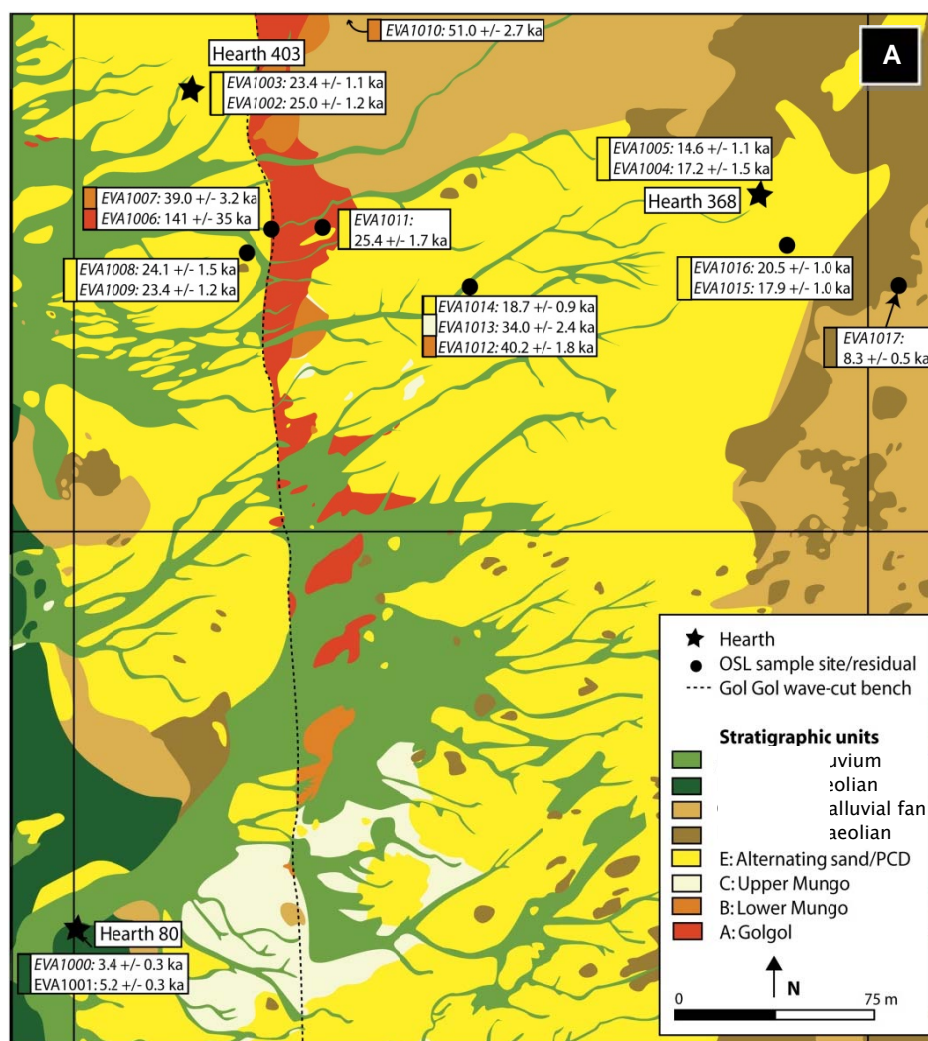 EVA1010: 51.0 +/- 2.7 ka
A
Hearth 403
EVA1003: 23.4 +/- 1.1 ka
EVA1002: 25.0 +/- 1.2 ka
EVA1005: 14.6 +/- 1.1 ka
EVA1004: 17.2 +/- 1.5 ka
Hearth 368
EVA1007: 39.0 +/- 3.2 ka
EVA1006: 141 +/- 35 ka
EVA1011:
25.4 +/- 1.7 ka
EVA1008: 24.1 +/- 1.5 ka
EVA1009: 23.4 +/- 1.2 ka
EVA1016: 20.5 +/- 1.0 ka
EVA1015: 17.9 +/- 1.0 ka
EVA1014: 18.7 +/- 0.9 ka
EVA1013: 34.0 +/- 2.4 ka
EVA1012: 40.2 +/- 1.8 ka
EVA1017:
8.3 +/- 0.5 ka
Hearth
OSL sample site/residual
Gol Gol wave-cut bench
Stratigraphic units
uvium
eolian
alluvial fan
aeolian
E: Alternating sand/PCD
C: Upper Mungo
B: Lower Mungo
A: Golgol
N
0 75 m
Hearth 80
EVA1000: 3.4 +/- 0.3 ka
EVA1001: 5.2 +/- 0.3 ka